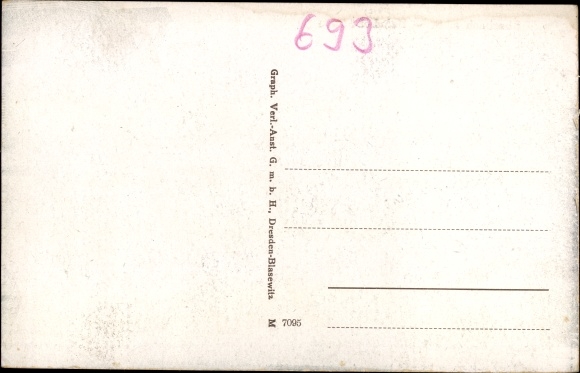 693
Graph. Verl.-Anst. G. m. b. H., Dresden-Blasewitz
M 7095